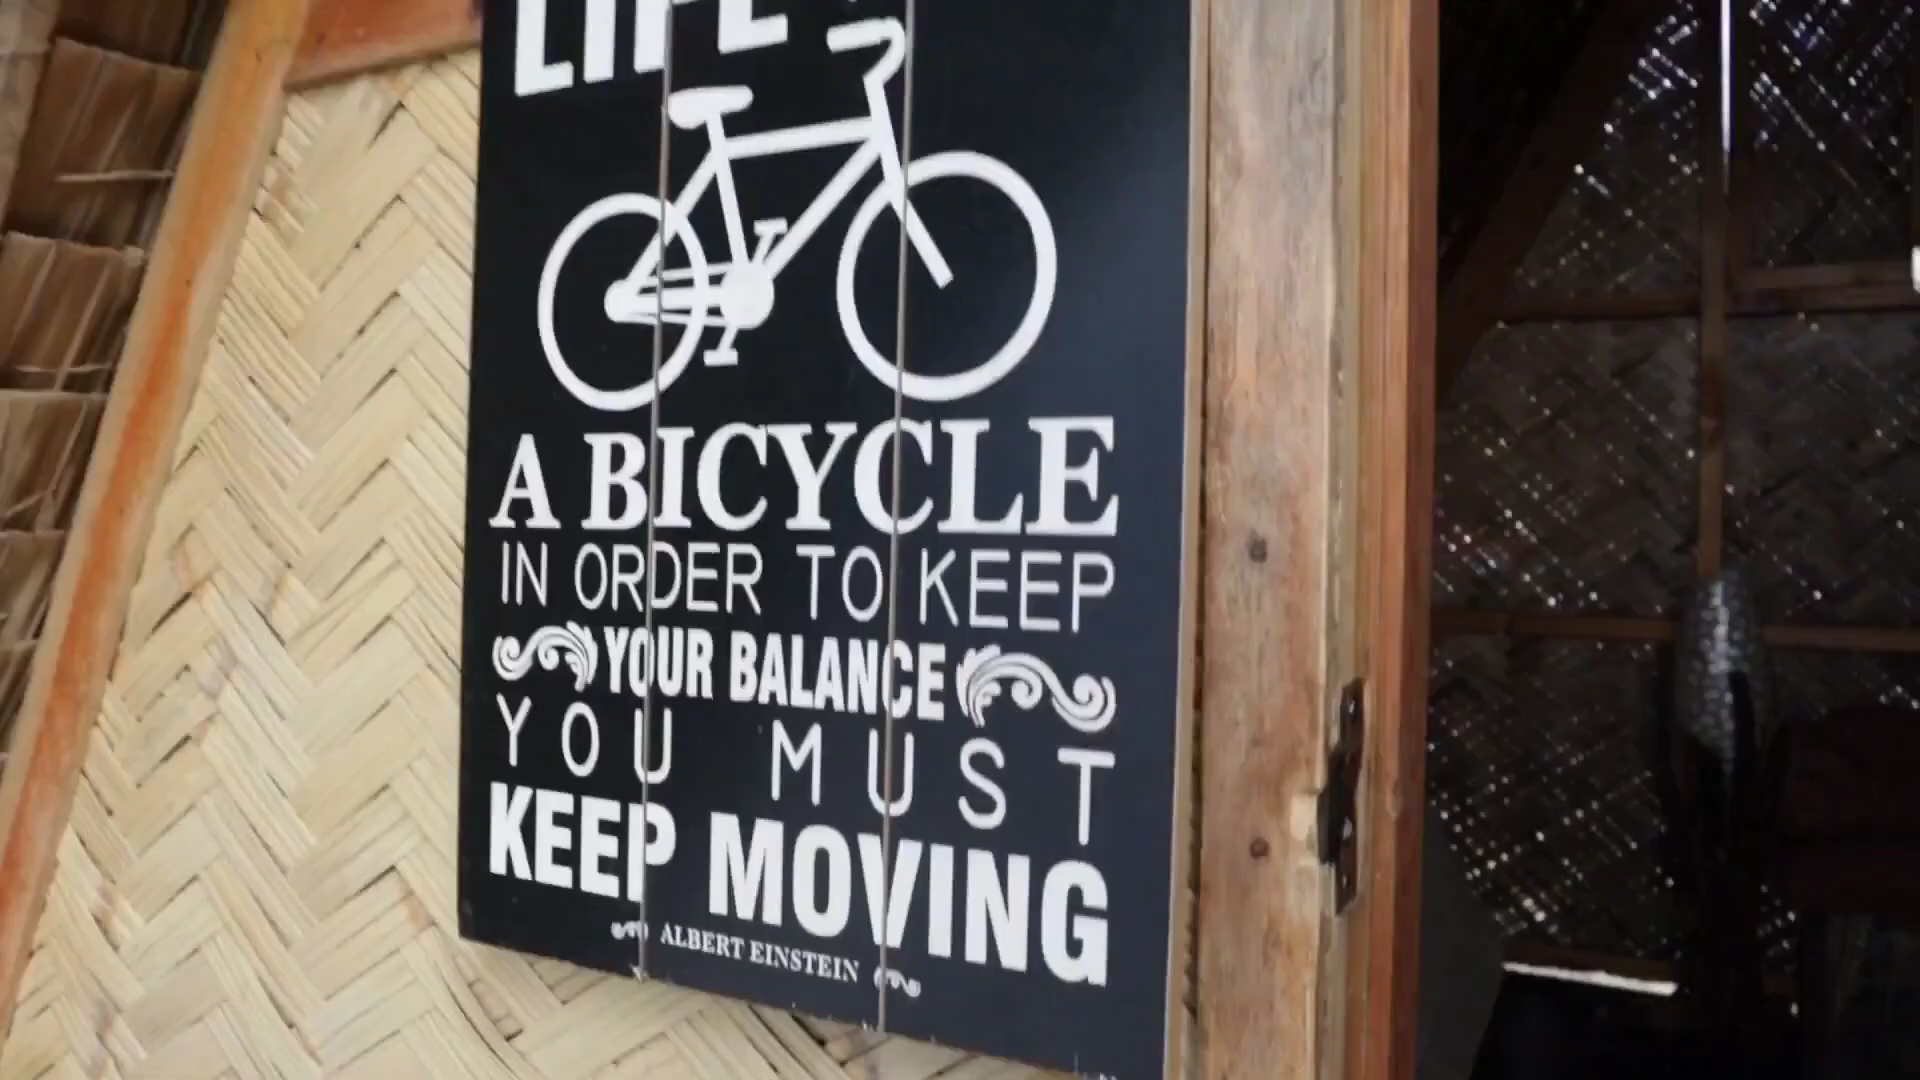 LIFE
A BICYCLE
IN ORDER TO KEEP
YOUR BALANCE
YOU MUST
KEEP MOVING
ALBERT EINSTEIN